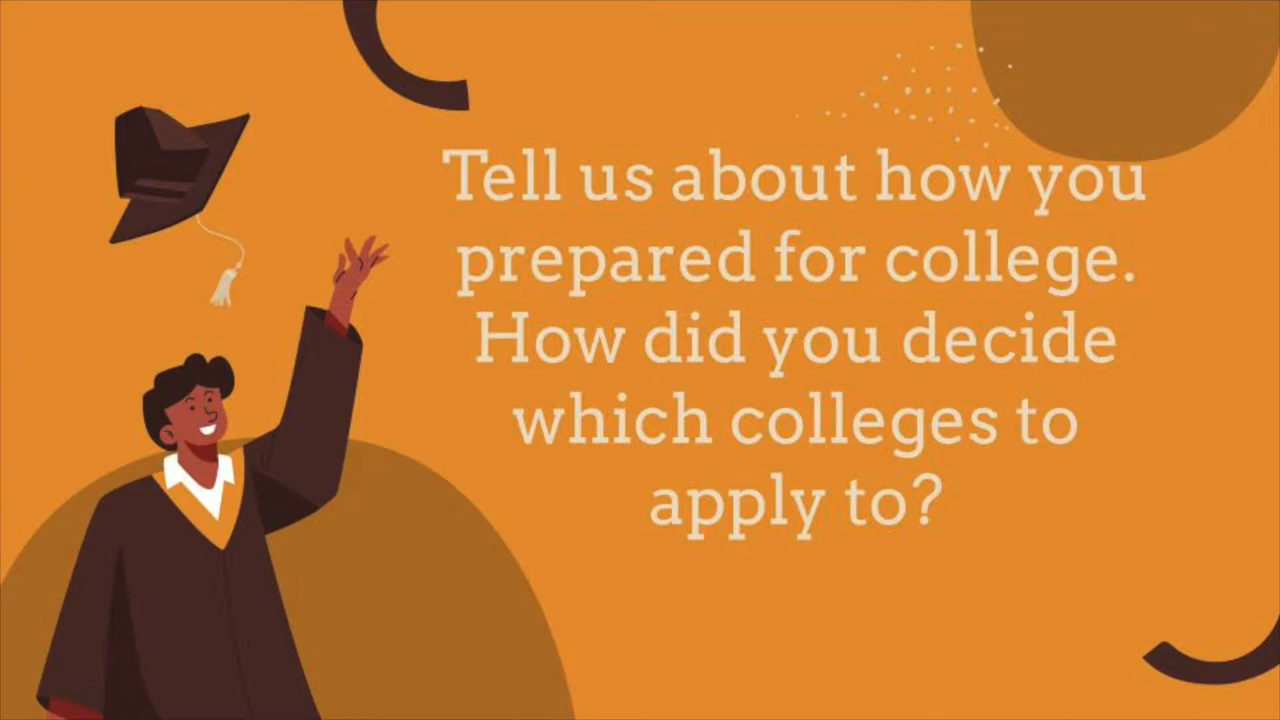 Tell us about how you
prepared for college.
How did you decide
which colleges to
apply to?